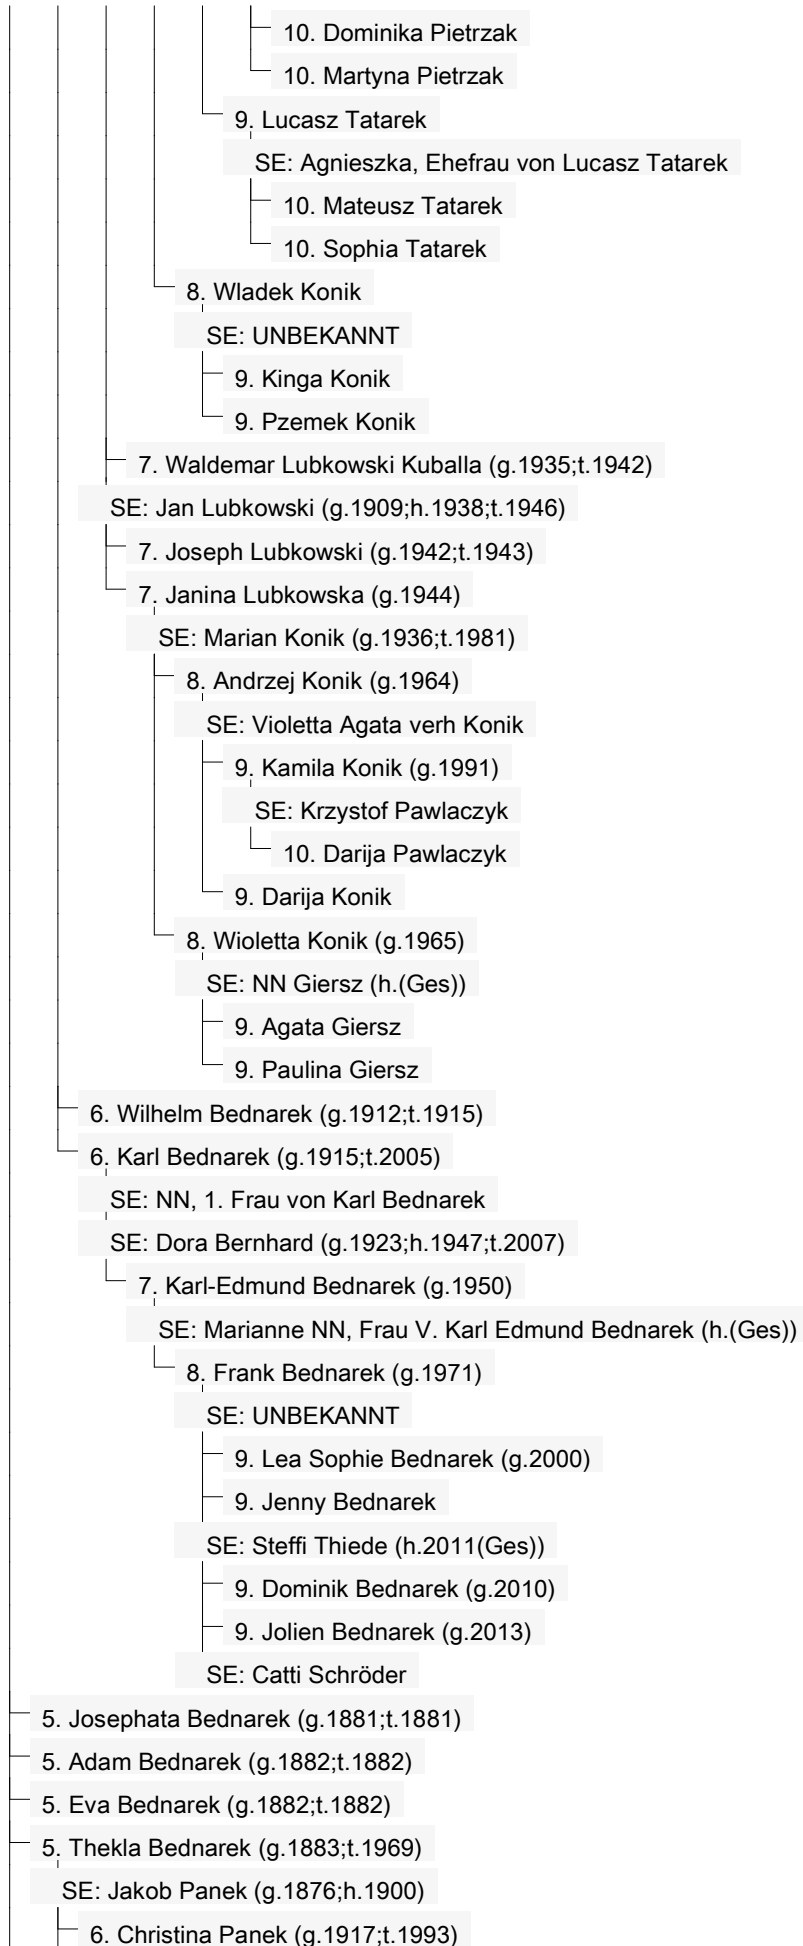 10. Dominika Pietrzak
10. Martyna Pietrzak
9. Lucasz Tatarek
SE: Agnieszka, Ehefrau von Lucasz Tatarek
10. Mateusz Tatarek
10. Sophia Tatarek
8. Wladek Konik
SE: UNBEKANNT
9. Kinga Konik
9. Pzemek Konik
7. Waldemar Lubkowski Kuballa (g.1935;t.1942)
SE: Jan Lubkowski (g.1909;h.1938;t.1946)
7. Joseph Lubkowski (g.1942;t.1943)
7. Janina Lubkowska (g.1944)
SE: Marian Konik (g.1936;t.1981)
8. Andrzej Konik (g.1964)
SE: Violetta Agata verh Konik
9. Kamila Konik (g.1991)
SE: Krzystof Pawlaczyk
10. Darija Pawlaczyk
9. Darija Konik
8. Wioletta Konik (g.1965)
SE: NN Giersz (h.(Ges))
9. Agata Giersz
9. Paulina Giersz
6. Wilhelm Bednarek (g.1912;t.1915)
6. Karl Bednarek (g.1915;t.2005)
SE: NN, 1. Frau von Karl Bednarek
SE: Dora Bernhard (g.1923;h.1947;t.2007)
7. Karl-Edmund Bednarek (g.1950)
SE: Marianne NN, Frau V. Karl Edmund Bednarek (h.(Ges))
8. Frank Bednarek (g.1971)
SE: UNBEKANNT
9. Lea Sophie Bednarek (g.2000)
9. Jenny Bednarek
SE: Steffi Thiede (h.2011(Ges))
9. Dominik Bednarek (g.2010)
9. Jolien Bednarek (g.2013)
SE: Catti Schröder
5. Josephata Bednarek (g.1881;t.1881)
5. Adam Bednarek (g.1882;t.1882)
5. Eva Bednarek (g.1882;t.1882)
5. Thekla Bednarek (g.1883;t.1969)
SE: Jakob Panek (g.1876;h.1900)
6. Christina Panek (g.1917;t.1993)